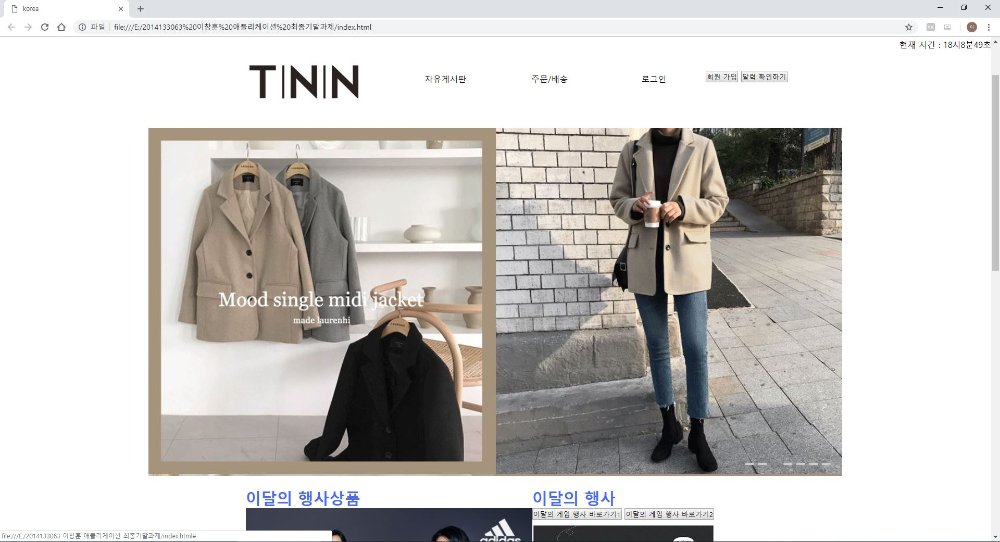 korea
파일
file:///E:/2014133063%20이창훈%20애플리케이션%20최종기말과제/index.html
이
현재 시간 : 18시8분49초
T|N|N
자유게시판
주문/배송
로그인
회원 가입
달력 확인하기
LAURENHI
LAURENHI
Mood single midi jacket
made laurenhi
LAURENHI
이달의 행사상품
이달의 행사
이달의 게임 행사 바로가기1
이달의 게임 행사 바로가기2
adidas
file:///E:/2014133063 이창훈 애플리케이션 최종기말과제/index.html#